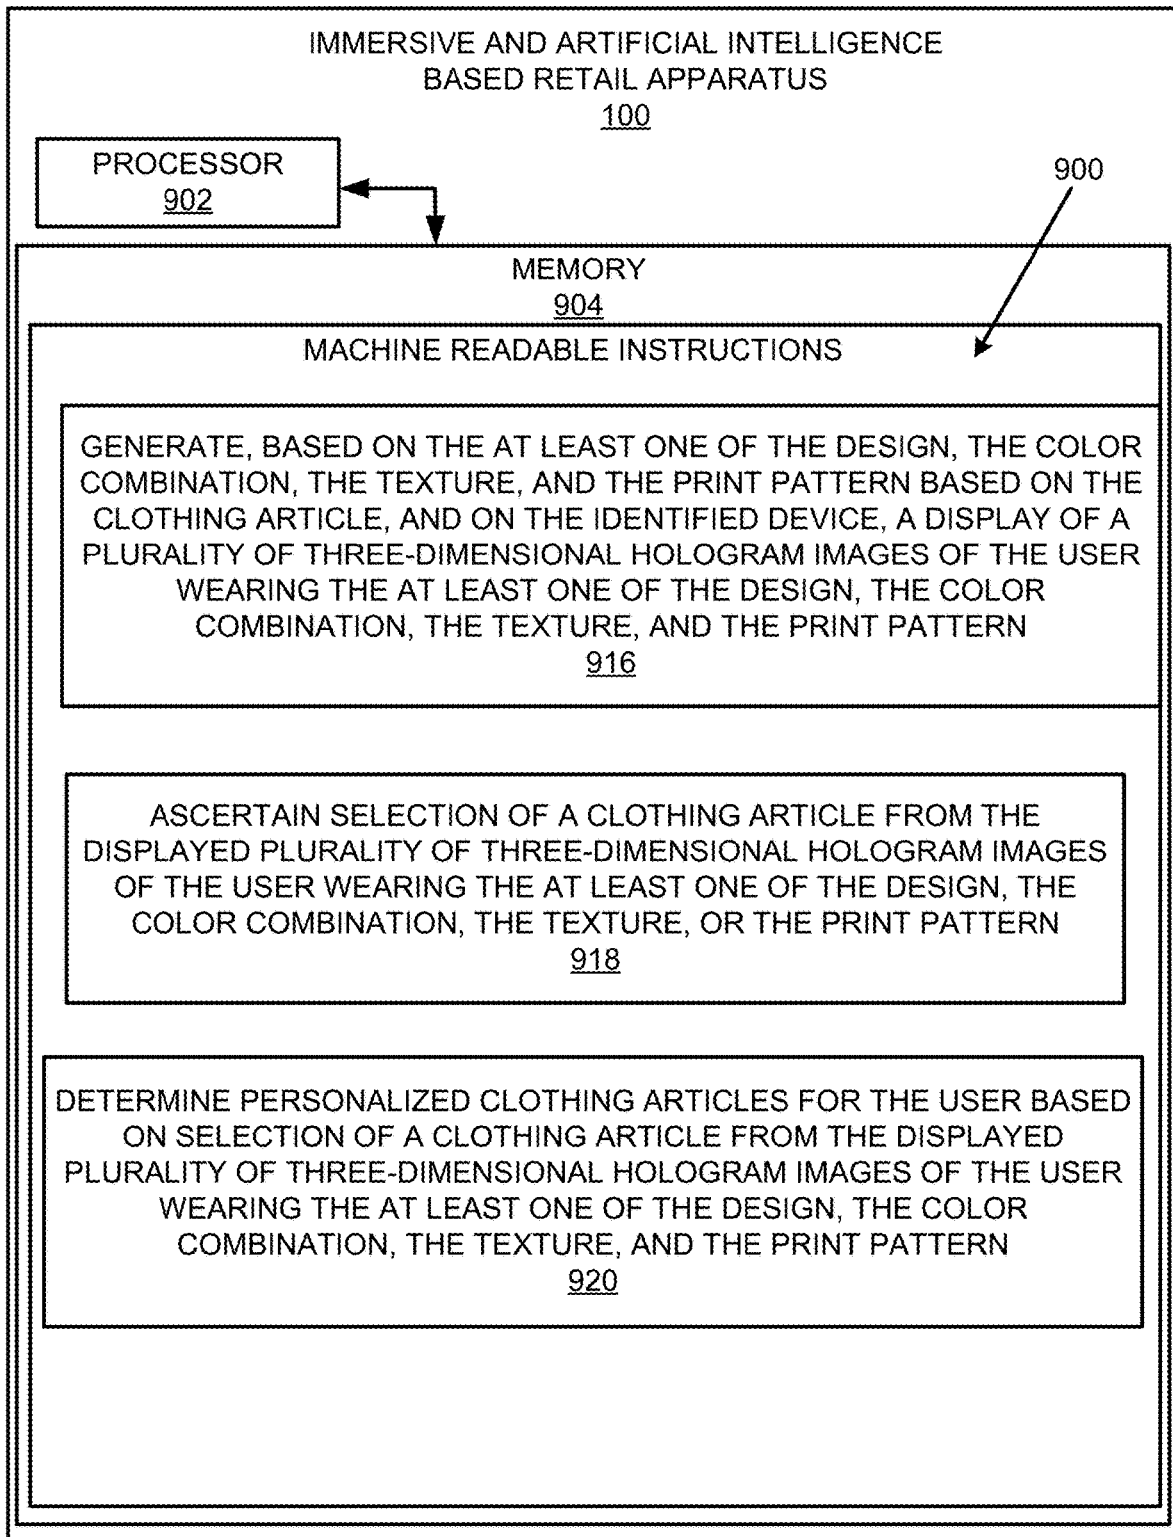 IMMERSIVE AND ARTIFICIAL INTELLIGENCE
BASED RETAIL APPARATUS
100
PROCESSOR
902
900
MEMORY
904
MACHINE READABLE INSTRUCTIONS
GENERATE, BASED ON THE AT LEAST ONE OF THE DESIGN, THE COLOR
COMBINATION, THE TEXTURE, AND THE PRINT PATTERN BASED ON THE
CLOTHING ARTICLE, AND ON THE IDENTIFIED DEVICE, A DISPLAY OF A
PLURALITY OF THREE-DIMENSIONAL HOLOGRAM IMAGES OF THE USER
WEARING THE AT LEAST ONE OF THE DESIGN, THE COLOR
COMBINATION, THE TEXTURE, AND THE PRINT PATTERN
916
ASCERTAIN SELECTION OF A CLOTHING ARTICLE FROM THE
DISPLAYED PLURALITY OF THREE-DIMENSIONAL HOLOGRAM IMAGES
OF THE USER WEARING THE AT LEAST ONE OF THE DESIGN, THE
COLOR COMBINATION, THE TEXTURE, OR THE PRINT PATTERN
918
DETERMINE PERSONALIZED CLOTHING ARTICLES FOR THE USER BASED
ON SELECTION OF A CLOTHING ARTICLE FROM THE DISPLAYED
PLURALITY OF THREE-DIMENSIONAL HOLOGRAM IMAGES OF THE USER
WEARING THE AT LEAST ONE OF THE DESIGN, THE COLOR
COMBINATION, THE TEXTURE, AND THE PRINT PATTERN
920